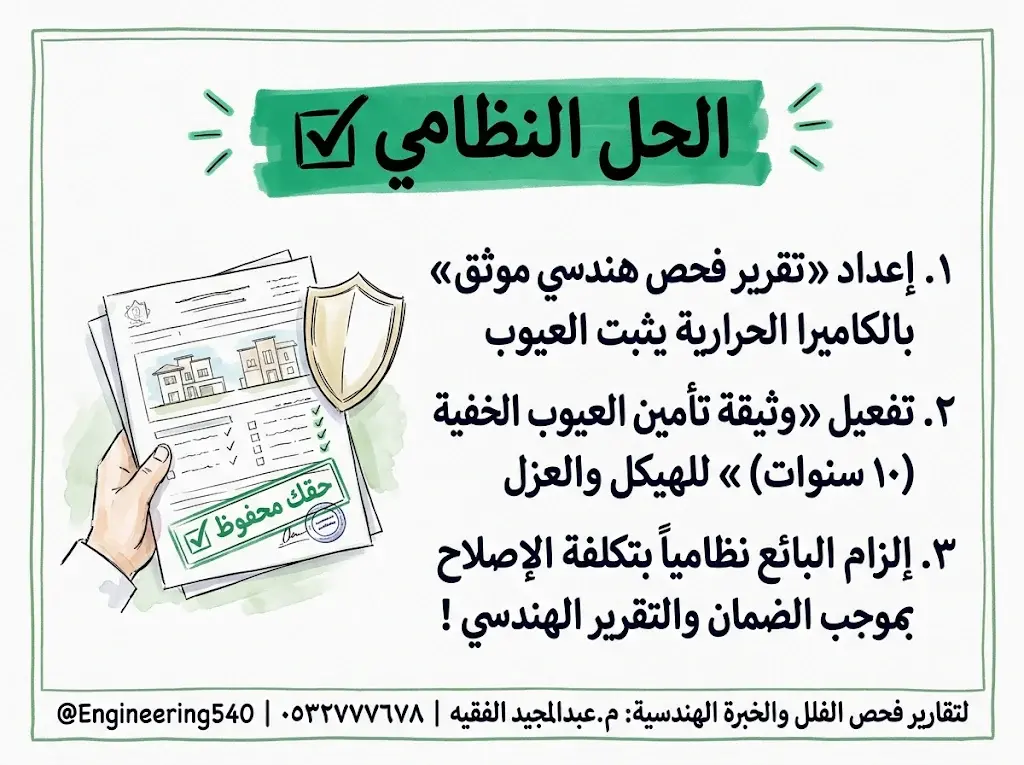 الحل النظامي ☑
١. إعداد «تقرير فحص هندسي موثق»
بالكاميرا الحرارية يثبت العيوب
٢. تفعيل «وثيقة تأمين العيوب الخفية
(١٠ سنوات) » للهيكل والعزل
٣. إلزام البائع نظامياً بتكلفة الإصلاح
بموجب الضمان والتقرير الهندسي !
حقك محفوظ ☑
لتقارير فحص الفلل والخبرة الهندسية: م.عبدالمجيد الفقيه | ٠٥٣٢٧٧٧٦٧٨ | @Engineering540